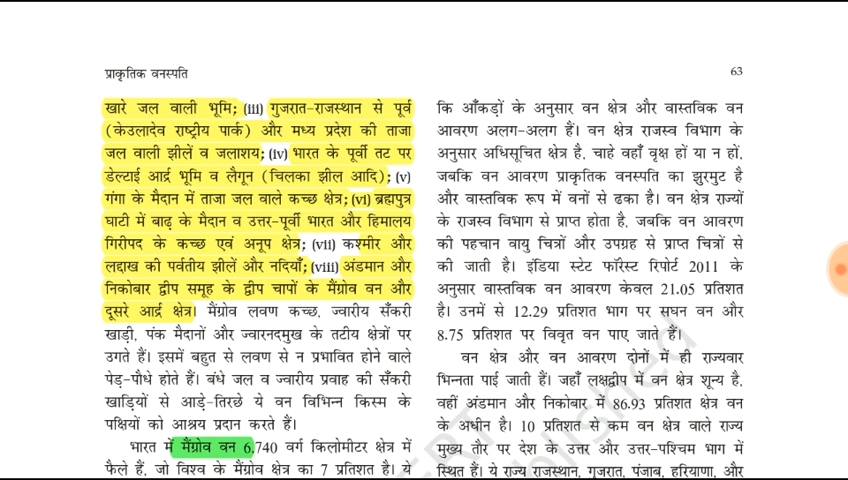 प्राकृतिक वनस्पति
63
खारे जल वाली भूमि; (iii) गुजरात-राजस्थान से पूर्व
(केउलादेव राष्ट्रीय पार्क) और मध्य प्रदेश की ताजा
जल वाली झीलें व जलाशय; (iv) भारत के पूर्वी तट पर
डेल्टाई आर्द्र भूमि व लैगून (चिलका झील आदि); (v)
गंगा के मैदान में ताजा जल वाले कच्छ क्षेत्र; (vi) ब्रह्मपुत्र
घाटी में बाढ़ के मैदान व उत्तर-पूर्वी भारत और हिमालय
गिरीपद के कच्छ एवं अनूप क्षेत्र; (vii) कश्मीर और
लद्दाख की पर्वतीय झीलें और नदियाँ; (viii) अंडमान और
निकोबार द्वीप समूह के द्वीप चापों के मैंग्रोव वन और
दूसरे आर्द्र क्षेत्र। मैंग्रोव लवण कच्छ, ज्वारीय सँकरी
खाड़ी, पंक मैदानों और ज्वारनदमुख के तटीय क्षेत्रों पर
उगते हैं। इसमें बहुत से लवण से न प्रभावित होने वाले
पेड़-पौधे होते हैं। बंधे जल व ज्वारीय प्रवाह की सँकरी
खाड़ियों से आड़े-तिरछे ये वन विभिन्न किस्म के
पक्षियों को आश्रय प्रदान करते हैं।
भारत में मैंग्रोव वन 6,740 वर्ग किलोमीटर क्षेत्र में
फैले हैं, जो विश्व के मैंग्रोव क्षेत्र का 7 प्रतिशत है। ये
कि आँकड़ों के अनुसार वन क्षेत्र और वास्तविक वन
आवरण अलग-अलग हैं। वन क्षेत्र राजस्व विभाग के
अनुसार अधिसूचित क्षेत्र है, चाहे वहाँ वृक्ष हों या न हों,
जबकि वन आवरण प्राकृतिक वनस्पति का झुरमुट है
और वास्तविक रूप में वनों से ढका है। वन क्षेत्र राज्यों
के राजस्व विभाग से प्राप्त होता है, जबकि वन आवरण
की पहचान वायु चित्रों और उपग्रह से प्राप्त चित्रों से
की जाती है। इंडिया स्टेट फॉरेस्ट रिपोर्ट 2011 के
अनुसार वास्तविक वन आवरण केवल 21.05 प्रतिशत
है। उनमें से 12.29 प्रतिशत भाग पर सघन वन और
8.75 प्रतिशत पर विवृत वन पाए जाते हैं।
वन क्षेत्र और वन आवरण दोनों में ही राज्यवार
भिन्नता पाई जाती हैं। जहाँ लक्षद्वीप में वन क्षेत्र शून्य है,
वहीं अंडमान और निकोबार में 86.93 प्रतिशत क्षेत्र वन
के अधीन है। 10 प्रतिशत से कम वन क्षेत्र वाले राज्य
मुख्य तौर पर देश के उत्तर और उत्तर-पश्चिम भाग में
स्थित हैं। ये राज्य राजस्थान, गुजरात, पंजाब, हरियाणा, और